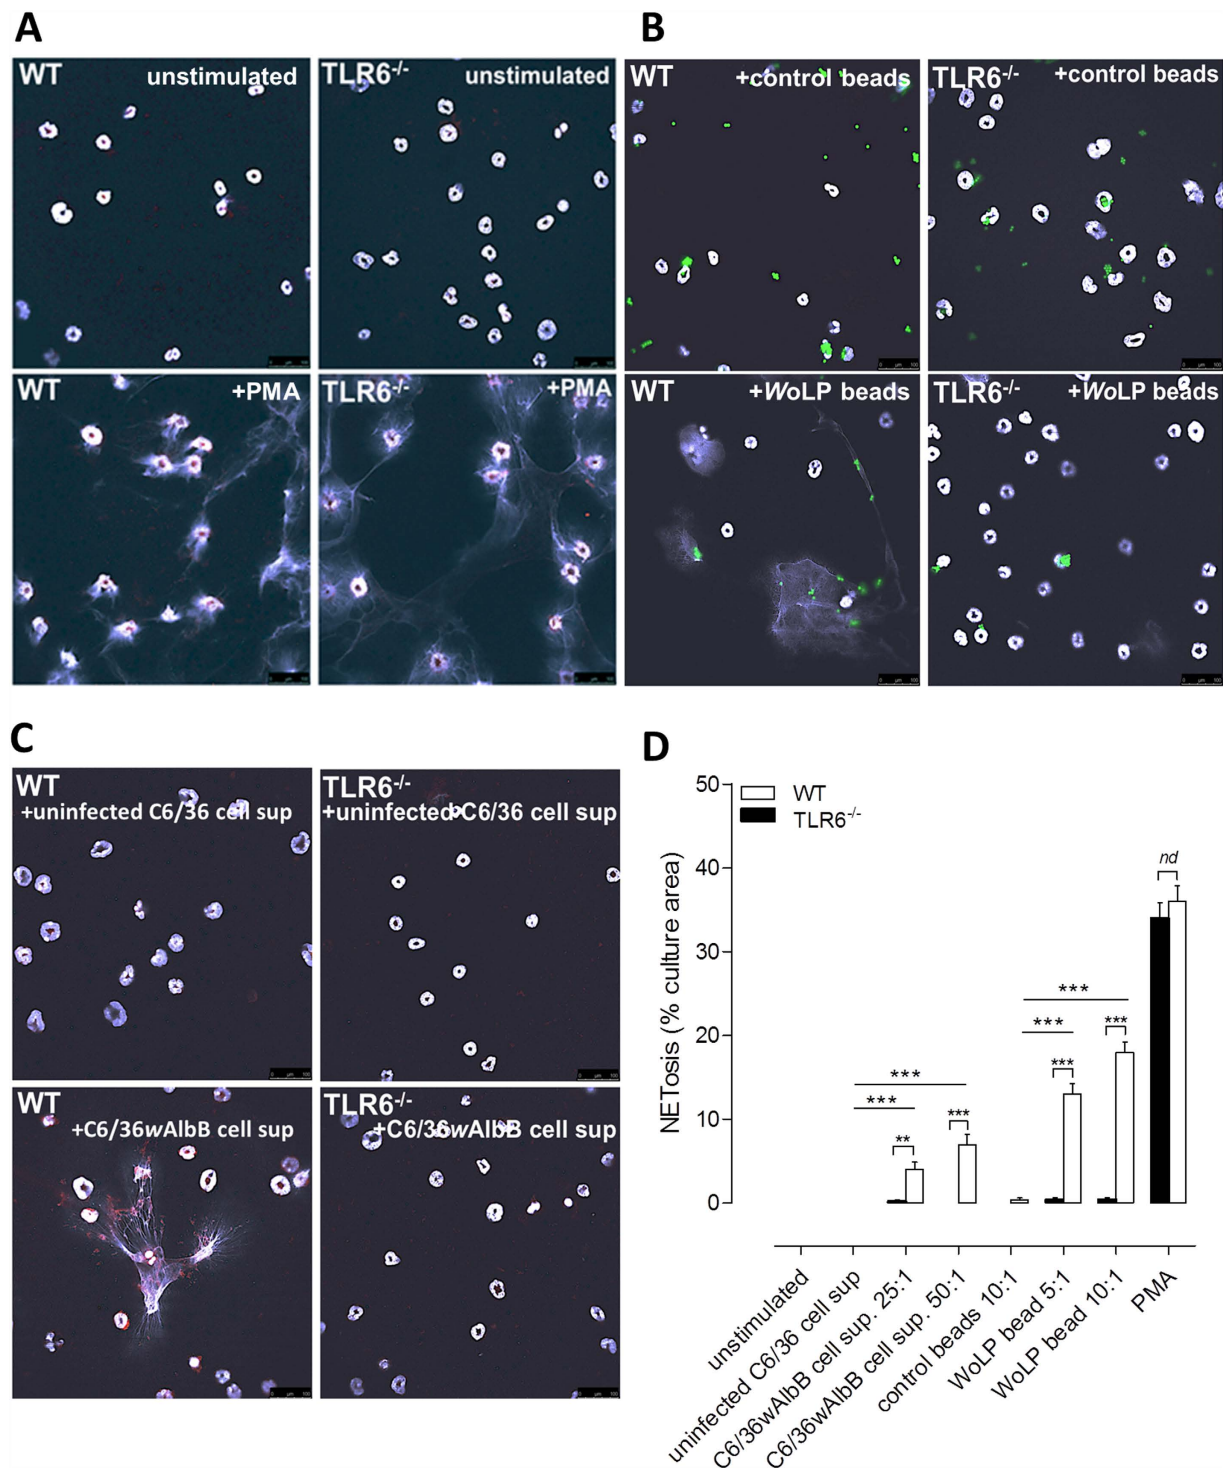 A
WT unstimulated
TLR6-/- unstimulated
WT +PMA
TLR6-/- +PMA
B
WT +control beads
TLR6-/- +control beads
WT +WoLP beads
TLR6-/- +WoLP beads
C
WT
+uninfected C6/36 cell sup
TLR6-/-
+uninfected C6/36 cell sup
WT
+C6/36wAlbB cell sup
TLR6-/-
+C6/36wAlbB cell sup
D
NETosis (% culture area)
50
40
30
20
10
0
WT
TLR6-/-
nd
***
***
***
***
***
***
***
**
***
unstimulated
uninfected C6/36 cell sup
C6/36wAlbB cell sup. 25:1
C6/36wAlbB cell sup. 50:1
control beads 10:1
WoLP bead 5:1
WoLP bead 10:1
PMA